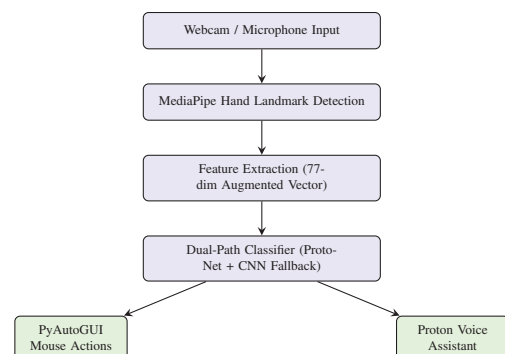 Webcam / Microphone Input
MediaPipe Hand Landmark Detection
Feature Extraction (77-
dim Augmented Vector)
Dual-Path Classifier (Proto-
Net + CNN Fallback)
PyAutoGUI
Mouse Actions
Proton Voice
Assistant